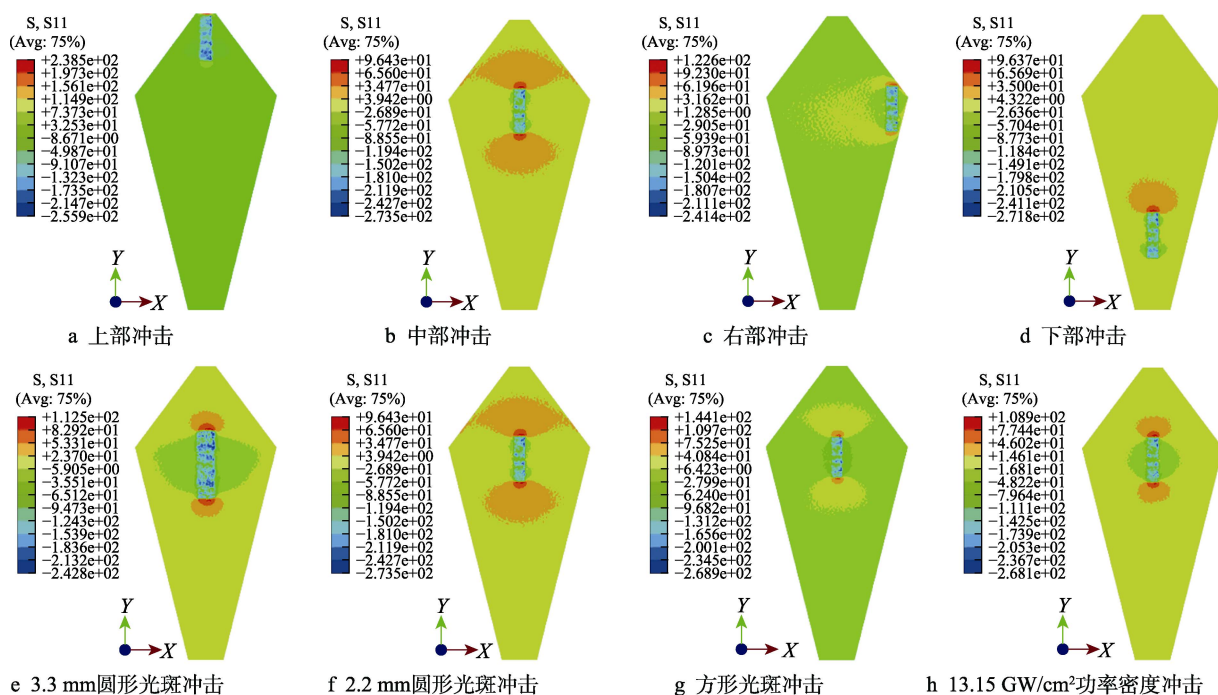 S, S11
(Avg: 75%)
+2.385e+02
+1.973e+02
+1.561e+02
+1.149e+02
+7.373e+01
+3.253e+01
−8.671e+00
−4.987e+01
−9.107e+01
−1.323e+02
−1.735e+02
−2.147e+02
−2.559e+02
Y
X
a 上部冲击
S, S11
(Avg: 75%)
+9.643e+01
+6.560e+01
+3.477e+01
+3.942e+00
−2.689e+01
−5.772e+01
−8.855e+01
−1.194e+02
−1.502e+02
−1.810e+02
−2.119e+02
−2.427e+02
−2.735e+02
Y
X
b 中部冲击
S, S11
(Avg: 75%)
+1.226e+02
+9.230e+01
+6.196e+01
+3.162e+01
+1.285e+00
−2.905e+01
−5.939e+01
−8.973e+01
−1.201e+02
−1.504e+02
−1.807e+02
−2.111e+02
−2.414e+02
Y
X
c 右部冲击
S, S11
(Avg: 75%)
+9.637e+01
+6.569e+01
+3.500e+01
+4.322e+00
−2.636e+01
−5.704e+01
−8.773e+01
−1.184e+02
−1.491e+02
−1.798e+02
−2.105e+02
−2.411e+02
−2.718e+02
Y
X
d 下部冲击
S, S11
(Avg: 75%)
+1.125e+02
+8.292e+01
+5.331e+01
+2.370e+01
−5.905e+00
−3.551e+01
−6.512e+01
−9.473e+01
−1.243e+02
−1.539e+02
−1.836e+02
−2.132e+02
−2.428e+02
Y
X
e 3.3 mm圆形光斑冲击
S, S11
(Avg: 75%)
+9.643e+01
+6.560e+01
+3.477e+01
+3.942e+00
−2.689e+01
−5.772e+01
−8.855e+01
−1.194e+02
−1.502e+02
−1.810e+02
−2.119e+02
−2.427e+02
−2.735e+02
Y
X
f 2.2 mm圆形光斑冲击
S, S11
(Avg: 75%)
+1.441e+02
+1.097e+02
+7.525e+01
+4.084e+01
+6.423e+00
−2.799e+01
−6.240e+01
−9.682e+01
−1.312e+02
−1.656e+02
−2.001e+02
−2.345e+02
−2.689e+02
Y
X
g 方形光斑冲击
S, S11
(Avg: 75%)
+1.089e+02
+7.744e+01
+4.602e+01
+1.461e+01
−1.681e+01
−4.822e+01
−7.964e+01
−1.111e+02
−1.425e+02
−1.739e+02
−2.053e+02
−2.367e+02
−2.681e+02
Y
X
h 13.15 GW/cm²功率密度冲击